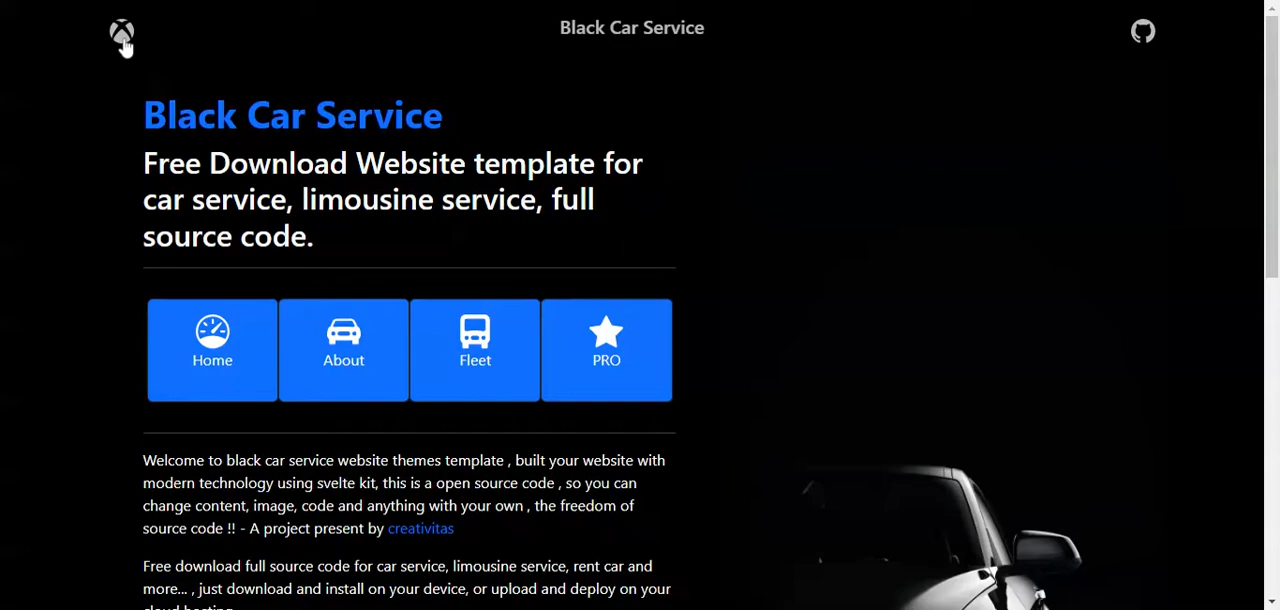 Black Car Service
Black Car Service
Free Download Website template for
car service, limousine service, full
source code.
Home
About
Fleet
PRO
Welcome to black car service website themes template , built your website with
modern technology using svelte kit, this is a open source code , so you can
change content, image, code and anything with your own , the freedom of
source code !! - A project present by creativitas
Free download full source code for car service, limousine service, rent car and
more... , just download and install on your device, or upload and deploy on your
cloud hosting